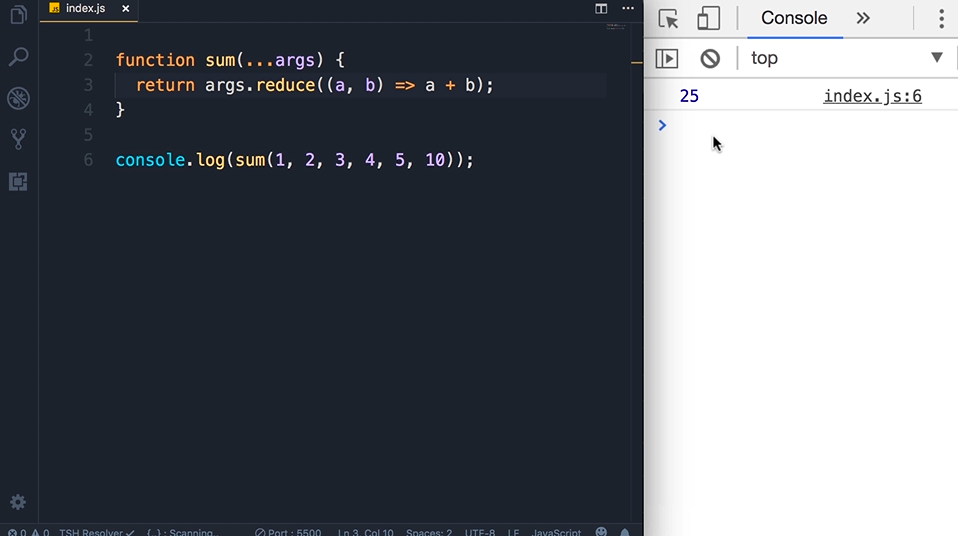 index.js ×
1
2 function sum(...args) {
3 return args.reduce((a, b) => a + b);
4 }
5
6 console.log(sum(1, 2, 3, 4, 5, 10));
0 0 TSH Resolver {..} : Scanning.. Port : 5500 Ln 3, Col 10 Spaces: 2 UTF-8 LF JavaScript
Console
top
25 index.js:6